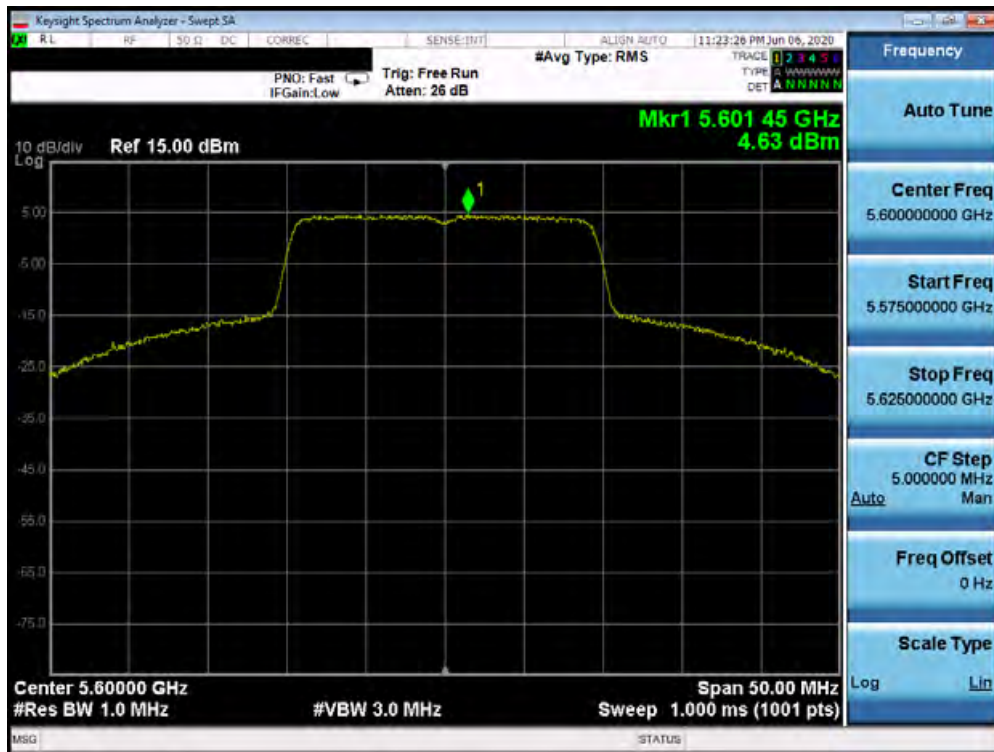 Keysight Spectrum Analyzer - Swept SA
LXI RL RF 50 Ω DC CORREC SENSE:INT ALIGN AUTO 11:23:26 PM Jun 06, 2020
#Avg Type: RMS
TRACE 1 2 3 4 5 6
PNO: Fast Trig: Free Run
TYPE A WWWWW
IFGain:Low Atten: 26 dB
DET A N N N N N
Mkr1 5.601 45 GHz
4.63 dBm
10 dB/div Ref 15.00 dBm
Log
1
5.00
-5.00
-15.0
-25.0
-35.0
-45.0
-55.0
-65.0
-75.0
Center 5.60000 GHz Span 50.00 MHz
#Res BW 1.0 MHz #VBW 3.0 MHz Sweep 1.000 ms (1001 pts)
MSG STATUS
Frequency
Auto Tune
Center Freq
5.600000000 GHz
Start Freq
5.575000000 GHz
Stop Freq
5.625000000 GHz
CF Step
5.000000 MHz
Auto Man
Freq Offset
0 Hz
Scale Type
Log Lin